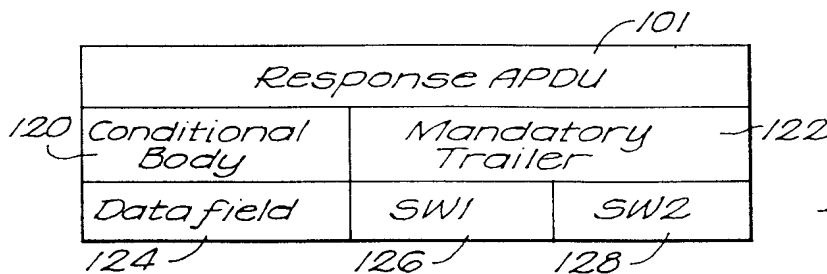 101
Response APDU
120 Conditional Body
Mandatory Trailer 122
Data field
SW1
SW2
124
126
128